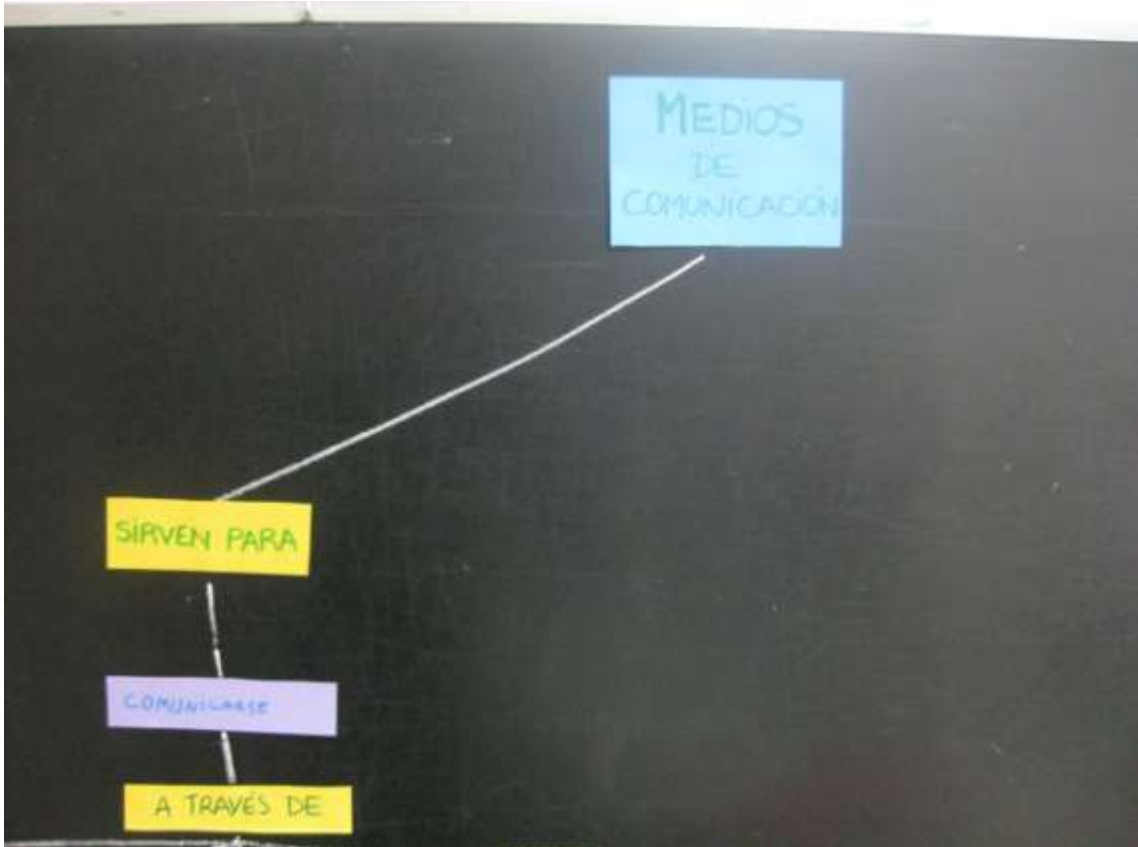 MEDIOS
DE
COMUNICACIÓN
SIRVEN PARA
COMUNICARSE
A TRAVÉS DE